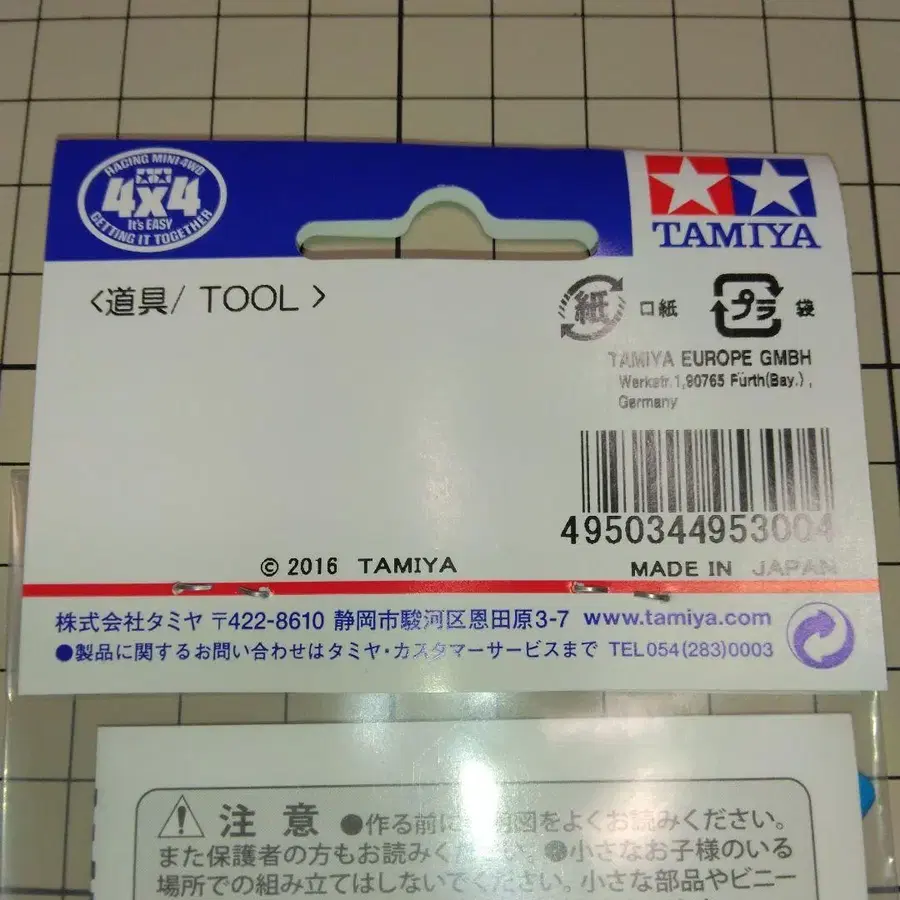 RACING MINI 4WD
4x4
It's EASY
GETTING IT TOGETHER
TAMIYA
<道具/ TOOL >
紙 口紙 プラ 袋
TAMIYA EUROPE GMBH
Werkstr.1,90765 Fürth(Bay.),
Germany
4950344953004
© 2016 TAMIYA
MADE IN JAPAN
株式会社タミヤ 〒422-8610 静岡市駿河区恩田原3-7 www.tamiya.com
●製品に関するお問い合わせはタミヤ・カスタマーサービスまで TEL054(283)0003
注 意 ●作る前に 図をよくお読みください。
また保護者の方もお読みください。●小さなお子様のいる
場所での組み立てはしないでください。小さな部品やビニー